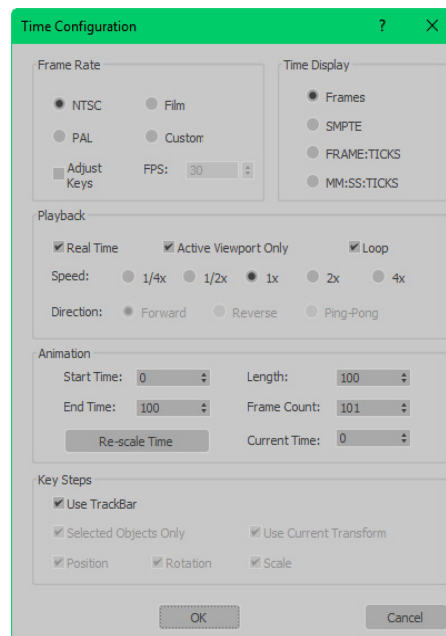 Time Configuration ? ×
Frame Rate
NTSC Film
PAL Custom
Adjust Keys FPS: 30
Time Display
Frames
SMPTE
FRAME:TICKS
MM:SS:TICKS
Playback
Real Time Active Viewport Only Loop
Speed: 1/4x 1/2x 1x 2x 4x
Direction: Forward Reverse Ping-Pong
Animation
Start Time: 0 Length: 100
End Time: 100 Frame Count: 101
Re-scale Time Current Time: 0
Key Steps
Use TrackBar
Selected Objects Only Use Current Transform
Position Rotation Scale
OK Cancel